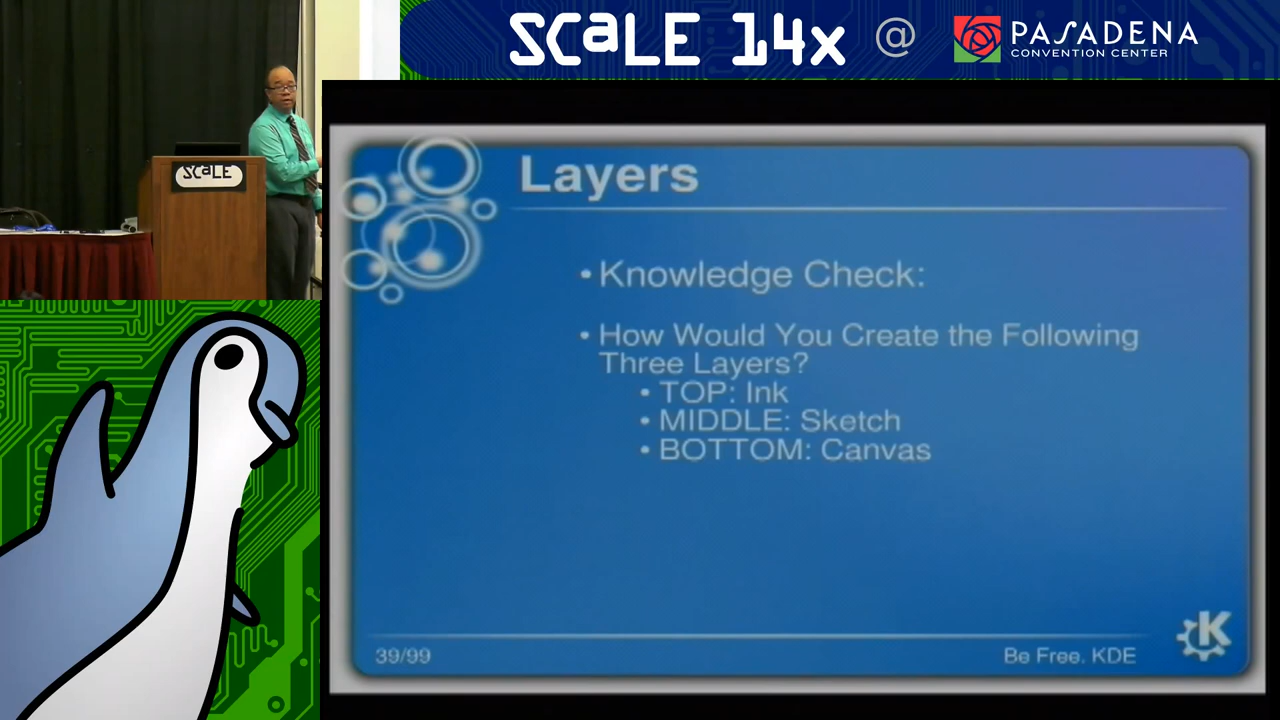 SCaLE 14x @ PASADENA
CONVENTION CENTER
SCaLE
Layers
• Knowledge Check:
• How Would You Create the Following
Three Layers?
• TOP: Ink
• MIDDLE: Sketch
• BOTTOM: Canvas
39/99
Be Free. KDE